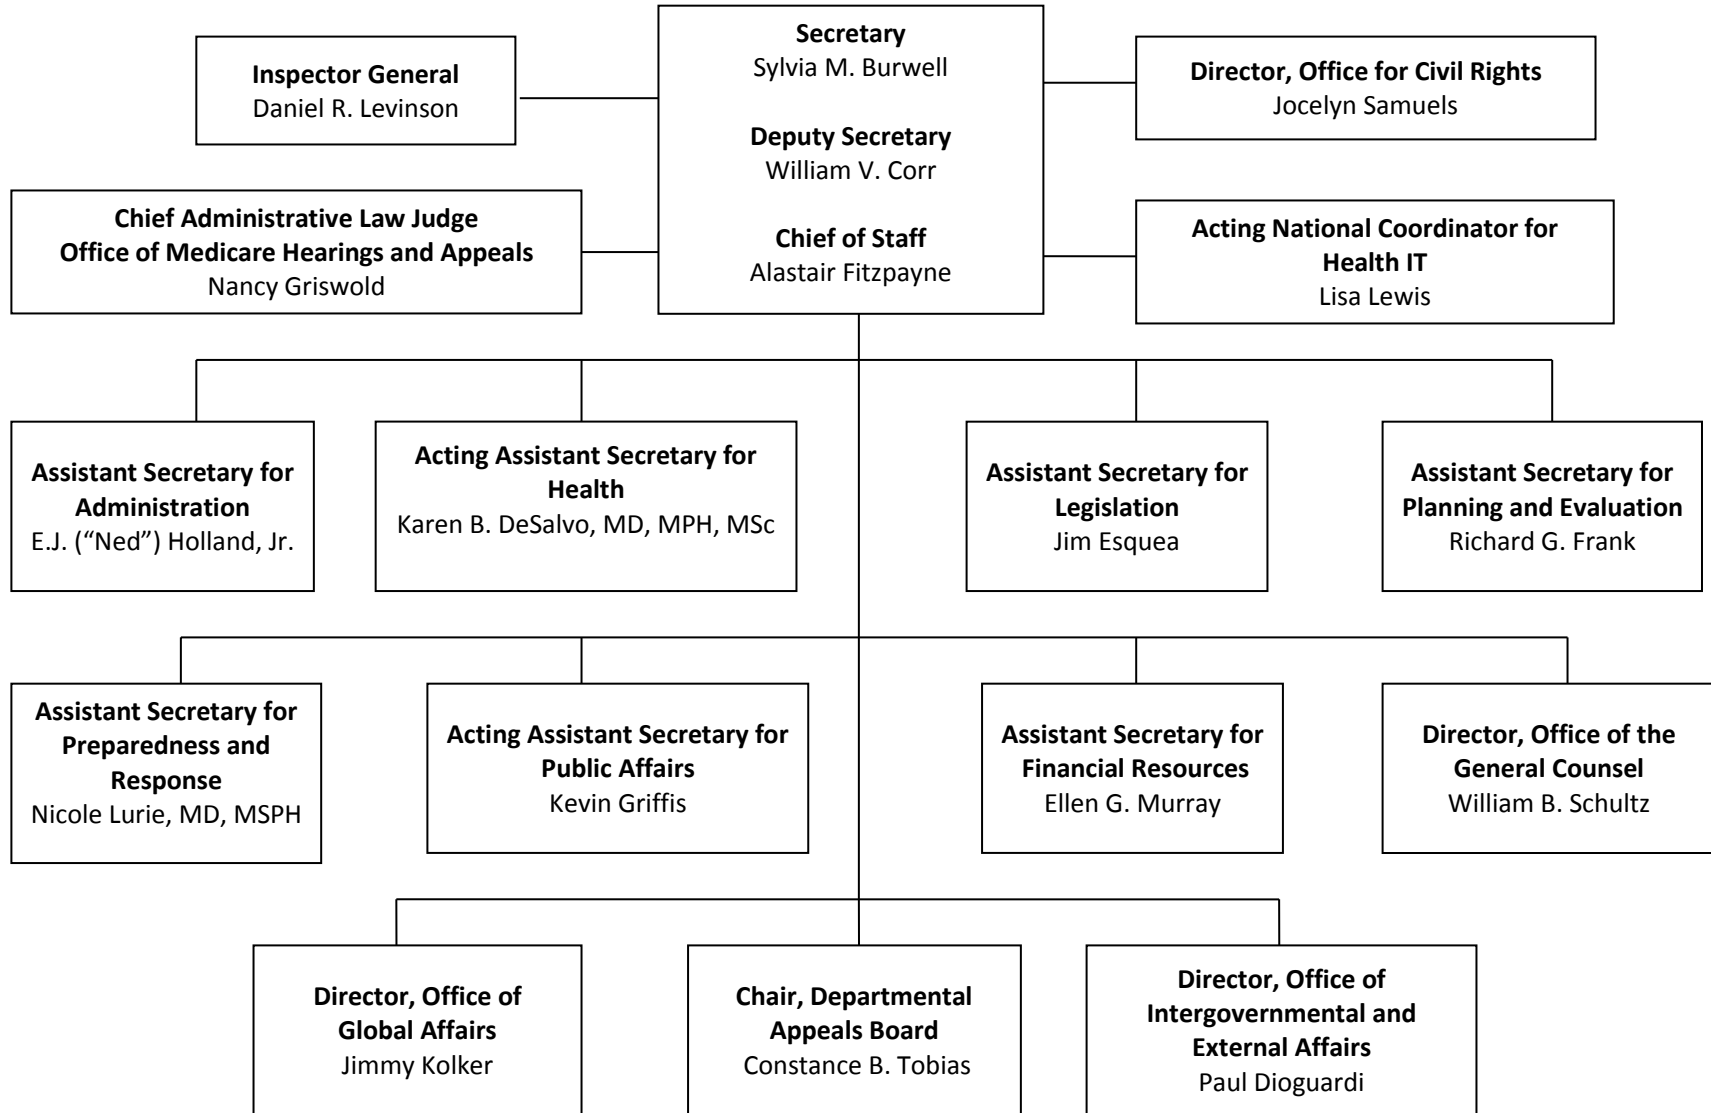 Secretary
Sylvia M. Burwell
Deputy Secretary
William V. Corr
Chief of Staff
Alastair Fitzpayne
Inspector General
Daniel R. Levinson
Director, Office for Civil Rights
Jocelyn Samuels
Chief Administrative Law Judge
Office of Medicare Hearings and Appeals
Nancy Griswold
Acting National Coordinator for
Health IT
Lisa Lewis
Assistant Secretary for
Administration
E.J. (“Ned”) Holland, Jr.
Acting Assistant Secretary for
Health
Karen B. DeSalvo, MD, MPH, MSc
Assistant Secretary for
Legislation
Jim Esquea
Assistant Secretary for
Planning and Evaluation
Richard G. Frank
Assistant Secretary for
Preparedness and
Response
Nicole Lurie, MD, MSPH
Acting Assistant Secretary for
Public Affairs
Kevin Griffis
Assistant Secretary for
Financial Resources
Ellen G. Murray
Director, Office of the
General Counsel
William B. Schultz
Director, Office of
Global Affairs
Jimmy Kolker
Chair, Departmental
Appeals Board
Constance B. Tobias
Director, Office of
Intergovernmental and
External Affairs
Paul Dioguardi